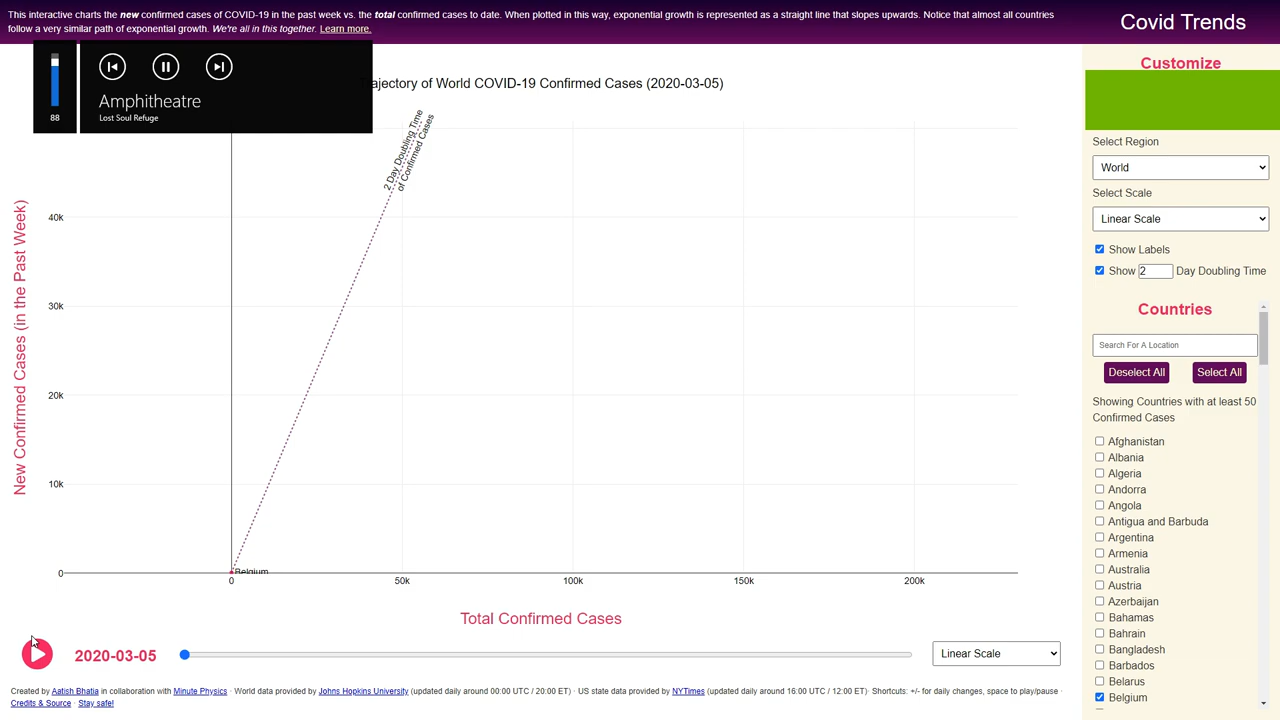 This interactive charts the new confirmed cases of COVID-19 in the past week vs. the total confirmed cases to date. When plotted in this way, exponential growth is represented as a straight line that slopes upwards. Notice that almost all countries
follow a very similar path of exponential growth. We're all in this together. Learn more.
Covid Trends
88
Amphitheatre
Lost Soul Refuge
ajectory of World COVID-19 Confirmed Cases (2020-03-05)
2 Day Doubling Time
of Confirmed Cases
New Confirmed Cases (in the Past Week)
40k
30k
20k
10k
0
Belgium
0
50k
100k
150k
200k
Total Confirmed Cases
2020-03-05
Linear Scale
Customize
Select Region
World
Select Scale
Linear Scale
Show Labels
Show 2 Day Doubling Time
Countries
Search For A Location
Deselect All
Select All
Showing Countries with at least 50
Confirmed Cases
Afghanistan
Albania
Algeria
Andorra
Angola
Antigua and Barbuda
Argentina
Armenia
Australia
Austria
Azerbaijan
Bahamas
Bahrain
Bangladesh
Barbados
Belarus
Belgium
Created by Aatish Bhatia in collaboration with Minute Physics · World data provided by Johns Hopkins University (updated daily around 00:00 UTC / 20:00 ET) · US state data provided by NYTimes (updated daily around 16:00 UTC / 12:00 ET)· Shortcuts: +/- for daily changes, space to play/pause ·
Credits & Source · Stay safe!